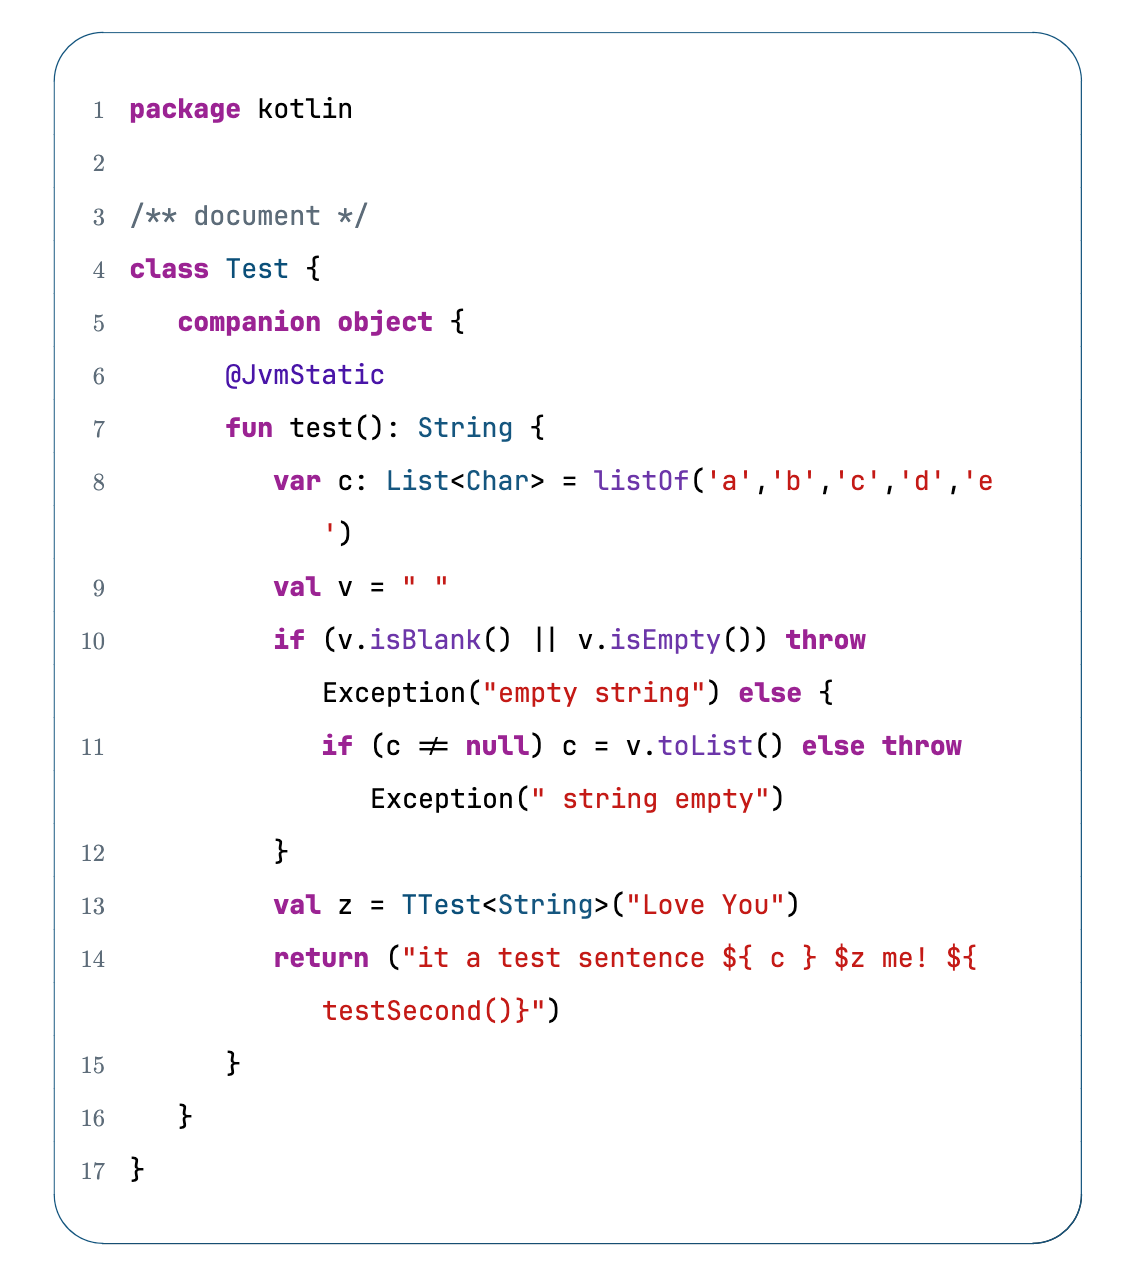 1 package kotlin
2
3 /** document */
4 class Test {
5 companion object {
6 @JvmStatic
7 fun test(): String {
8 var c: List<Char> = listOf('a','b','c','d','e
')
9 val v = " "
10 if (v.isBlank() || v.isEmpty()) throw
Exception("empty string") else {
11 if (c ≠ null) c = v.toList() else throw
Exception(" string empty")
12 }
13 val z = TTest<String>("Love You")
14 return ("it a test sentence ${ c } $z me! ${
testSecond()}")
15 }
16 }
17 }